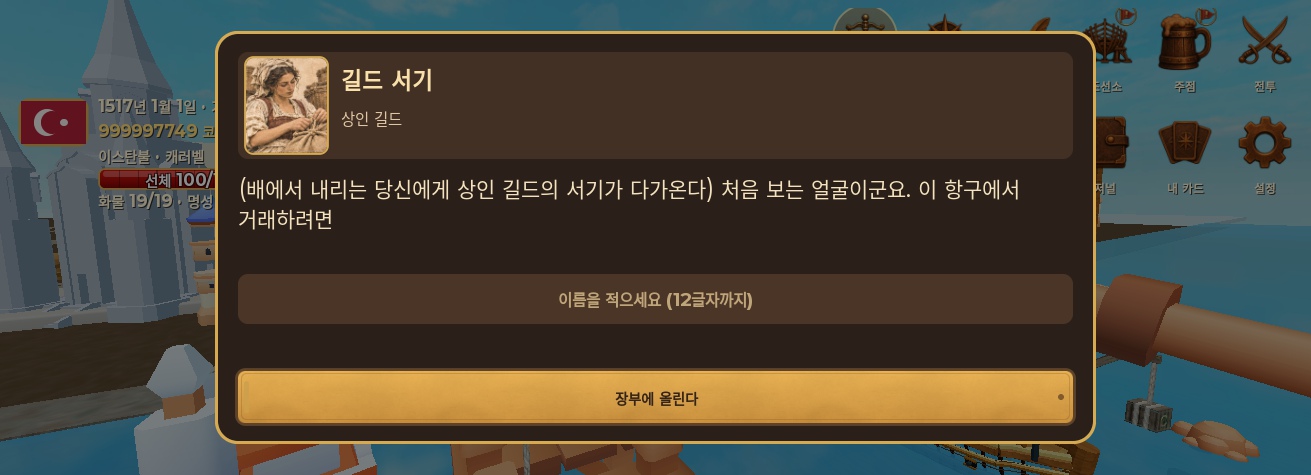 길드 서기
상인 길드
(배에서 내리는 당신에게 상인 길드의 서기가 다가온다) 처음 보는 얼굴이군요. 이 항구에서
거래하려면
이름을 적으세요 (12글자까지)
장부에 올린다
1517년 1월 1일 ·
999997749
이스탄불 · 캐러벨
선체 100/
화물 19/19 · 명성
주점
전투
내 카드
설정